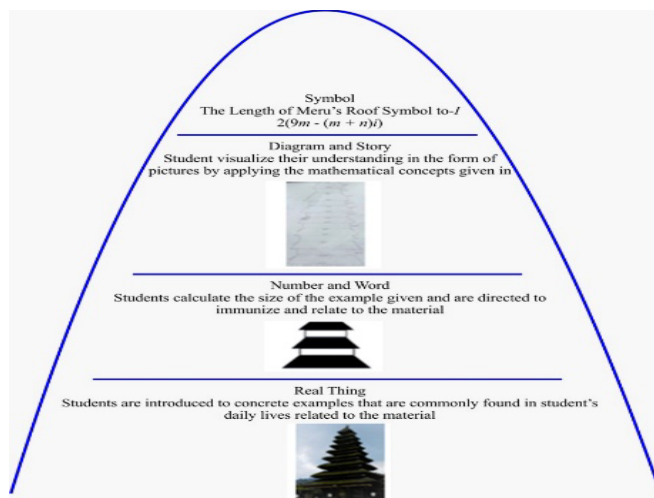 Symbol
The Length of Meru's Roof Symbol to-I
2(9m - (m + n)i)
Diagram and Story
Student visualize their understanding in the form of
pictures by applying the mathematical concepts given in
Number and Word
Students calculate the size of the example given and are directed to
immunize and relate to the material
Real Thing
Students are introduced to concrete examples that are commonly found in student's
daily lives related to the material